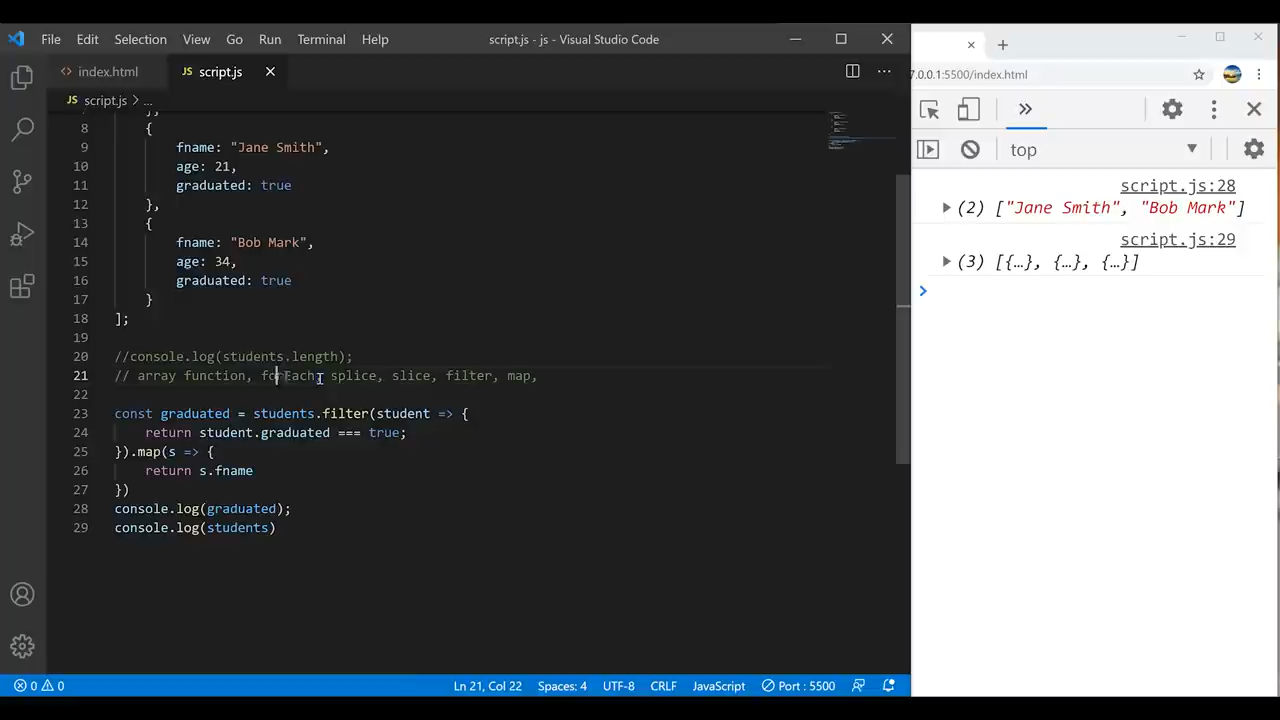 File Edit Selection View Go Run Terminal Help script.js - js - Visual Studio Code
index.html script.js
script.js > ...
8 {
9 fname: "Jane Smith",
10 age: 21,
11 graduated: true
12 },
13 {
14 fname: "Bob Mark",
15 age: 34,
16 graduated: true
17 }
18 ];
19
20 //console.log(students.length);
21 // array function, forEach, splice, slice, filter, map,
22
23 const graduated = students.filter(student => {
24 return student.graduated === true;
25 }).map(s => {
26 return s.fname
27 })
28 console.log(graduated);
29 console.log(students)
0 0 Ln 21, Col 22 Spaces: 4 UTF-8 CRLF JavaScript Port : 5500
7.0.0.1:5500/index.html
top
script.js:28
(2) ["Jane Smith", "Bob Mark"]
script.js:29
(3) [{…}, {…}, {…}]